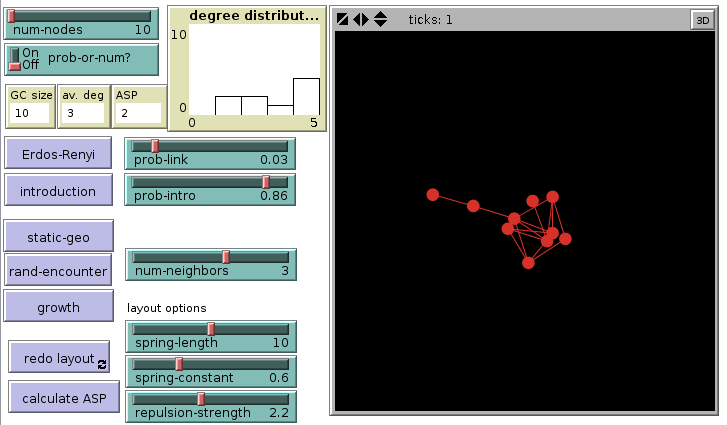 num-nodes 10
On
Off
prob-or-num?
GC size
10
av. deg
3
ASP
2
degree distribut...
10
0
0 5
Erdos-Renyi
introduction
prob-link 0.03
prob-intro 0.86
static-geo
rand-encounter
growth
num-neighbors 3
layout options
redo layout
calculate ASP
spring-length 10
spring-constant 0.6
repulsion-strength 2.2
ticks: 1
3D